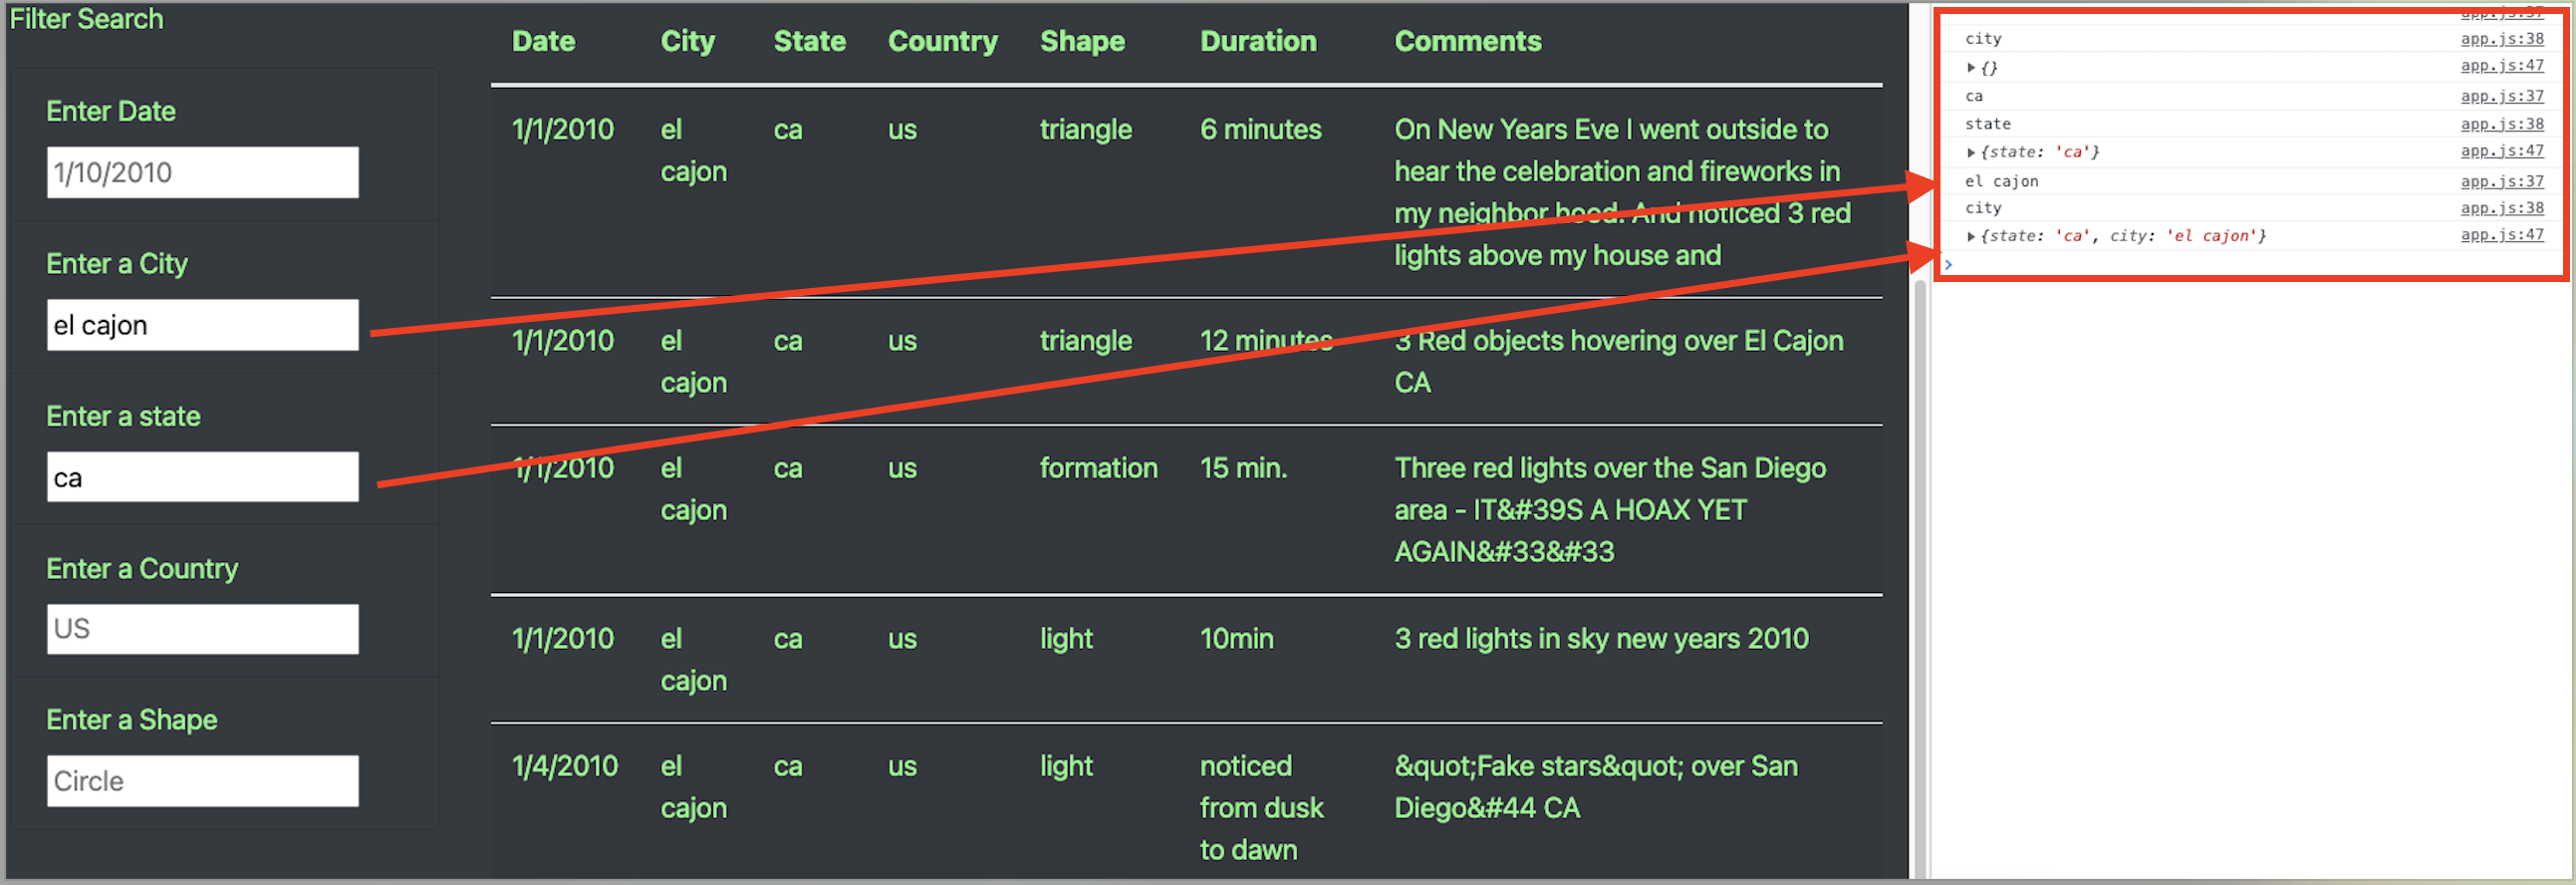 Filter Search
Enter Date
1/10/2010
Enter a City
el cajon
Enter a state
ca
Enter a Country
US
Enter a Shape
Circle
Date City State Country Shape Duration Comments
1/1/2010 el ca us triangle 6 minutes On New Years Eve I went outside to
cajon hear the celebration and fireworks in
my neighbor hood. And noticed 3 red
lights above my house and
1/1/2010 el ca us triangle 12 minutes 3 Red objects hovering over El Cajon
cajon CA
1/1/2010 el ca us formation 15 min. Three red lights over the San Diego
cajon area - IT&#39S A HOAX YET
AGAIN&#33&#33
1/1/2010 el ca us light 10min 3 red lights in sky new years 2010
cajon
1/4/2010 el ca us light noticed &quot;Fake stars&quot; over San
cajon from dusk Diego&#44 CA
to dawn
app.js:37
city app.js:38
▶ {} app.js:47
ca app.js:37
state app.js:38
▶ {state: 'ca'} app.js:47
el cajon app.js:37
city app.js:38
▶ {state: 'ca', city: 'el cajon'} app.js:47
>